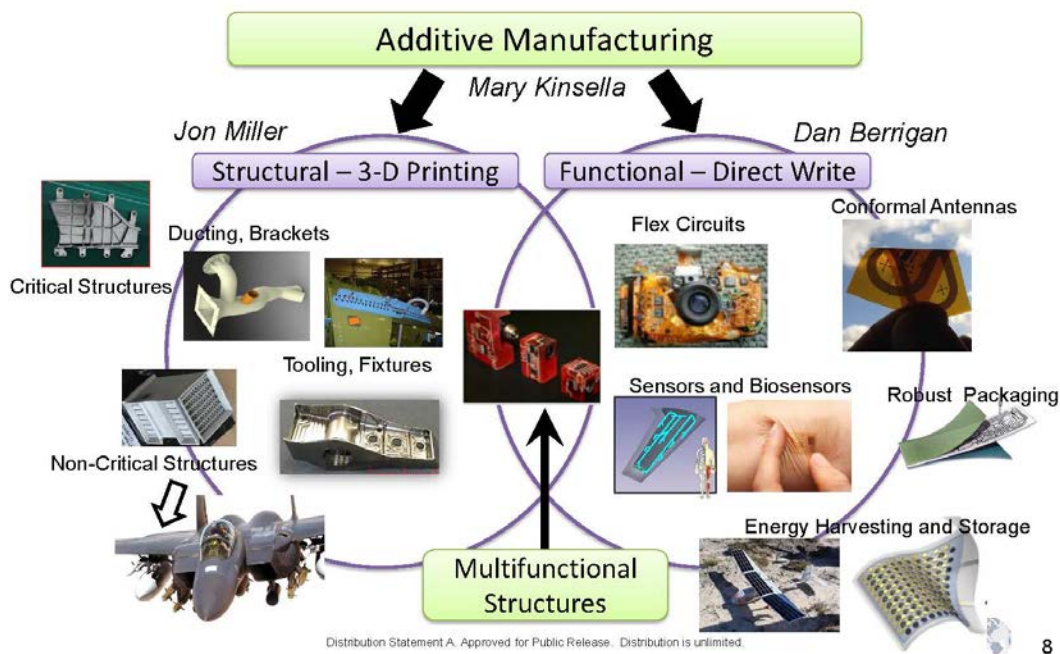 Additive Manufacturing
Mary Kinsella
Jon Miller
Dan Berrigan
Structural – 3-D Printing
Functional – Direct Write
Conformal Antennas
Flex Circuits
Ducting, Brackets
Critical Structures
Tooling, Fixtures
Sensors and Biosensors
Robust Packaging
Non-Critical Structures
Energy Harvesting and Storage
Multifunctional
Structures
Distribution Statement A. Approved for Public Release. Distribution is unlimited.
8